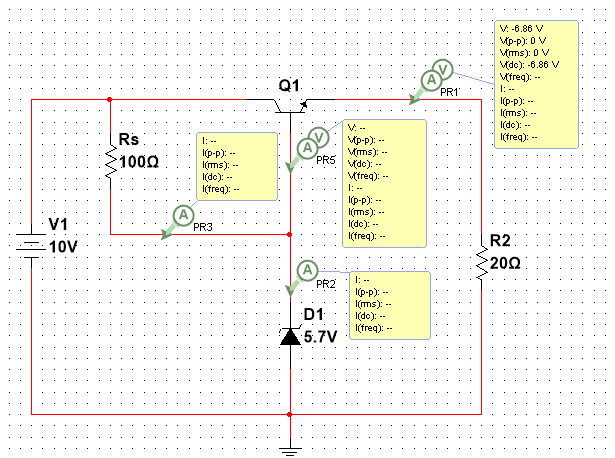 V: -6.86 V
V(p-p): 0 V
V(rms): 0 V
V(dc): -6.86 V
V(freq): --
I: --
I(p-p): --
I(rms): --
I(dc): --
I(freq): --
V
A
PR1
Q1
Rs
100Ω
I: --
I(p-p): --
I(rms): --
I(dc): --
I(freq): --
A
PR3
V: --
V(p-p): --
V(rms): --
V(dc): --
V(freq): --
I: --
I(p-p): --
I(rms): --
I(dc): --
I(freq): --
V
A
PR5
V1
10V
R2
20Ω
A
PR2
I: --
I(p-p): --
I(rms): --
I(dc): --
I(freq): --
D1
5.7V